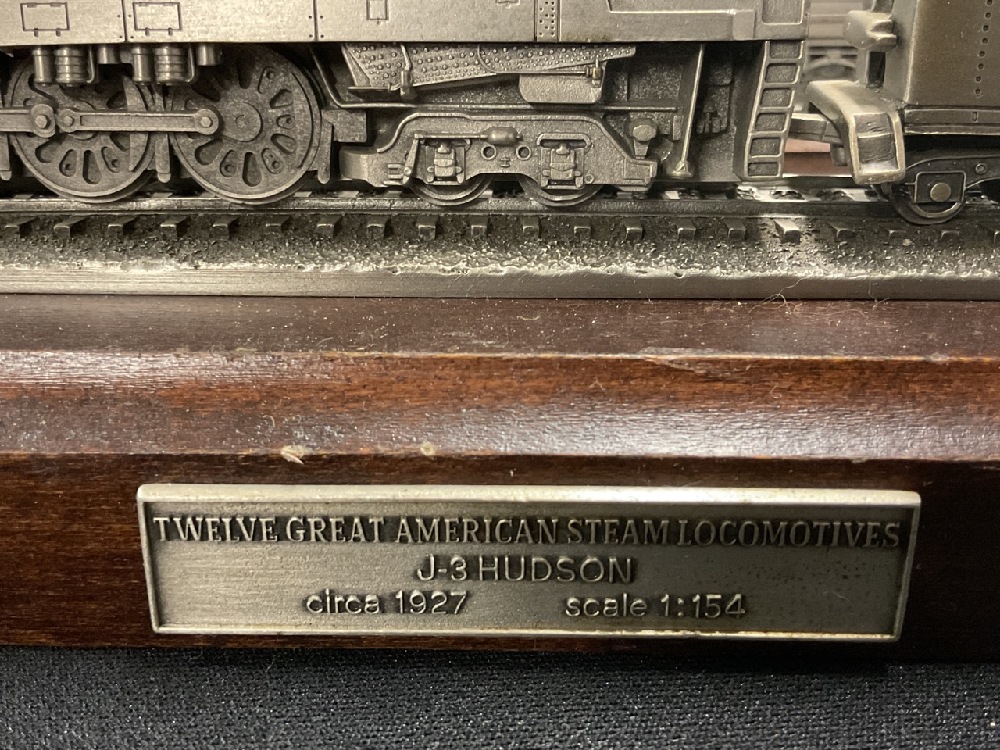 TWELVE GREAT AMERICAN STEAM LOCOMOTIVES
J-3 HUDSON
circa 1927 scale 1:154